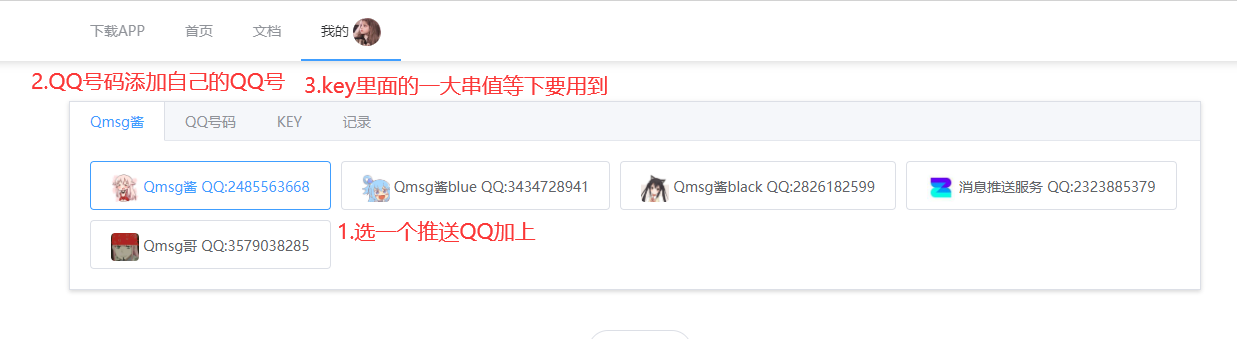 下载APP 首页 文档 我的
2.QQ号码添加自己的QQ号 3.key里面的一大串值等下要用到
Qmsg酱 QQ号码 KEY 记录
Qmsg酱 QQ:2485563668 Qmsg酱blue QQ:3434728941 Qmsg酱black QQ:2826182599 消息推送服务 QQ:2323885379
Qmsg哥 QQ:3579038285 1.选一个推送QQ加上